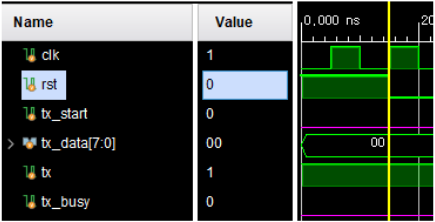 Name Value 0,000 ns 20
clk 1
rst 0
tx_start 0
tx_data[7:0] 00 00
tx 1
tx_busy 0